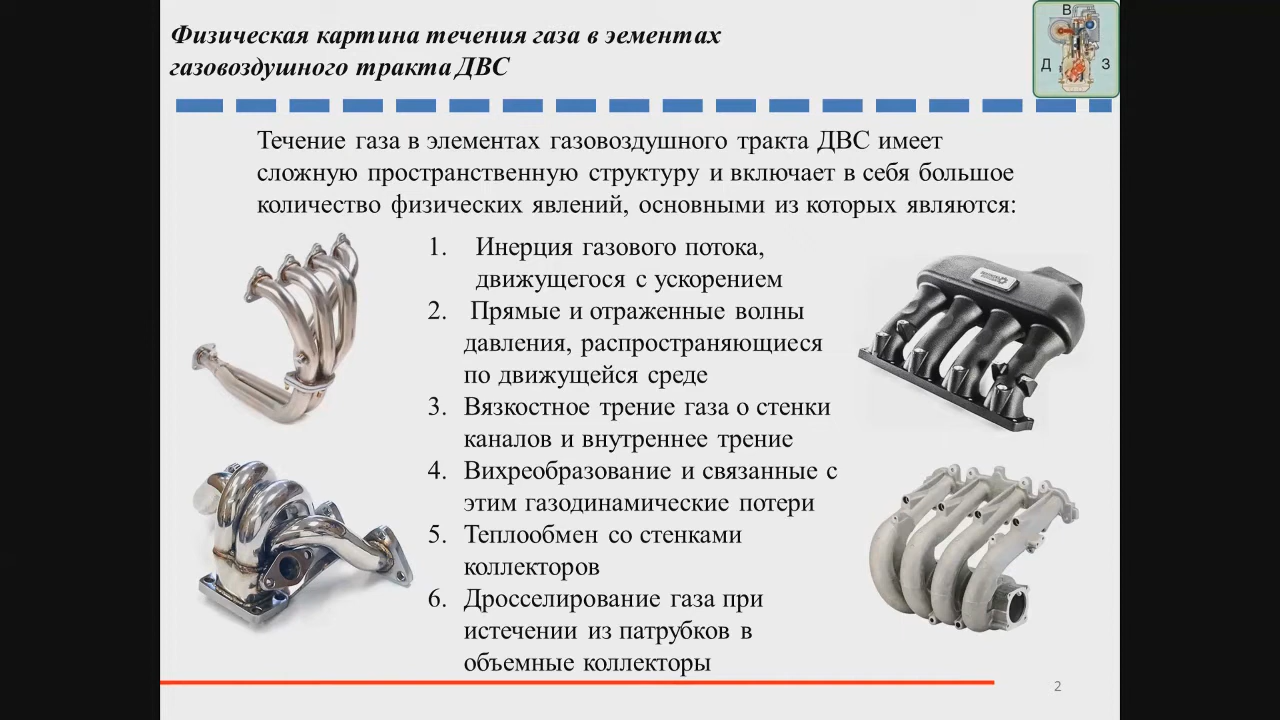 Физическая картина течения газа в эементах
газовоздушного тракта ДВС
В
Д
З
Течение газа в элементах газовоздушного тракта ДВС имеет
сложную пространственную структуру и включает в себя большое
количество физических явлений, основными из которых являются:
1. Инерция газового потока,
движущегося с ускорением
2. Прямые и отраженные волны
давления, распространяющиеся
по движущейся среде
3. Вязкостное трение газа о стенки
каналов и внутреннее трение
4. Вихреобразование и связанные с
этим газодинамические потери
5. Теплообмен со стенками
коллекторов
6. Дросселирование газа при
истечении из патрубков в
объемные коллекторы
2